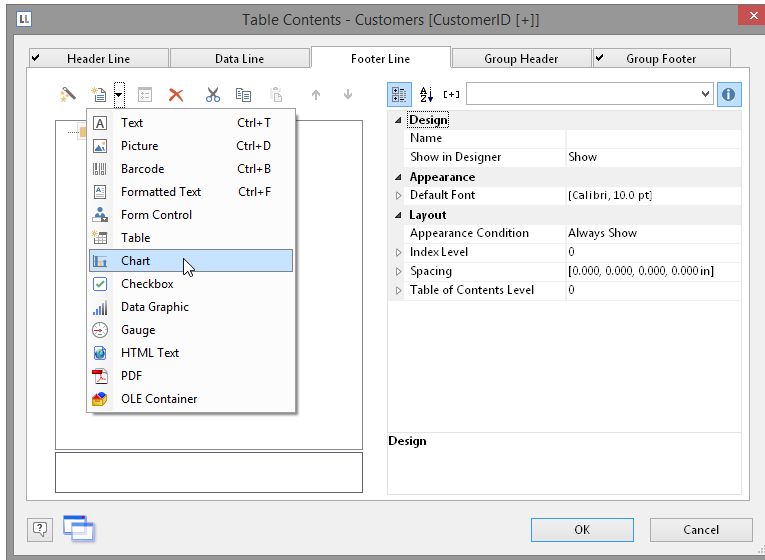 LL
Table Contents - Customers [CustomerID [+]]
Header Line
Data Line
Footer Line
Group Header
Group Footer
A Z
[+]
Text Ctrl+T
Picture Ctrl+D
Barcode Ctrl+B
Formatted Text Ctrl+F
Form Control
Table
Chart
Checkbox
Data Graphic
Gauge
HTML Text
PDF
OLE Container
Design
Name
Show in Designer Show
Appearance
Default Font [Calibri, 10.0 pt]
Layout
Appearance Condition Always Show
Index Level 0
Spacing [0.000, 0.000, 0.000, 0.000 in]
Table of Contents Level 0
Design
OK
Cancel